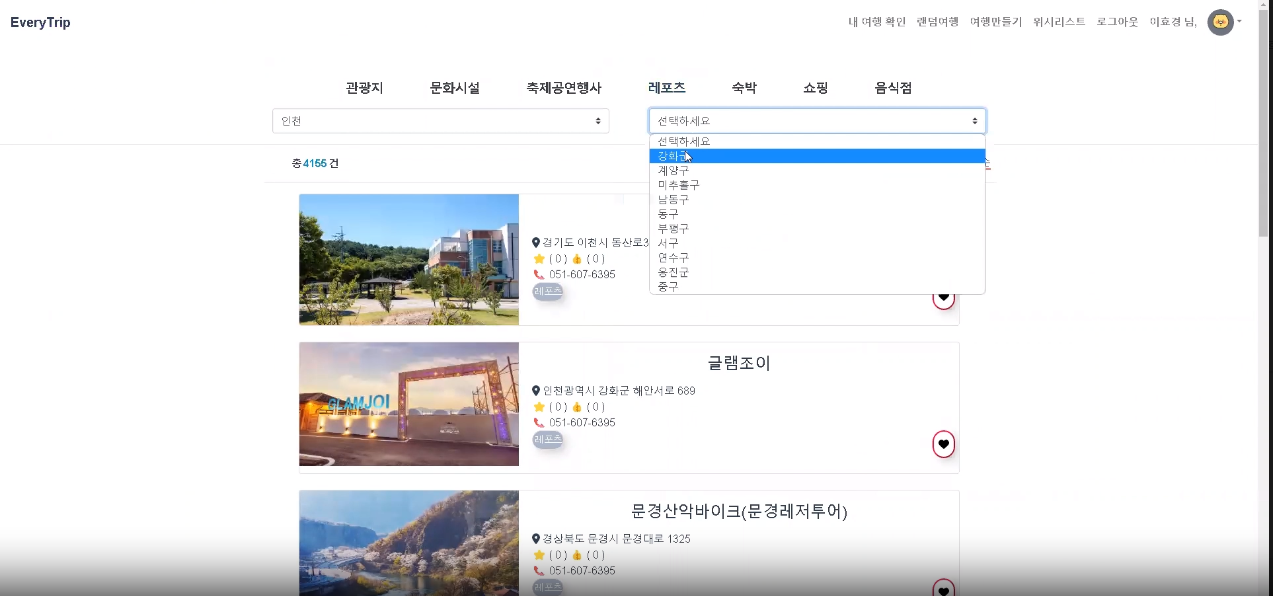 EveryTrip
내 여행 확인 랜덤여행 여행만들기 위시리스트 로그아웃 이효경 님,
관광지 문화시설 축제공연행사 레포츠 숙박 쇼핑 음식점
인천 선택하세요
선택하세요
강화군
계양구
미추홀구
남동구
동구
부평구
서구
연수구
옹진군
중구
총 4155 건
경기도 이천시 동산로3
( 0 ) ( 0 )
051-607-6395
레포츠
글램조이
GLAMJOI
인천광역시 강화군 해안서로 689
( 0 ) ( 0 )
051-607-6395
레포츠
문경산악바이크(문경레저투어)
경상북도 문경시 문경대로 1325
( 0 ) ( 0 )
051-607-6395
레포츠